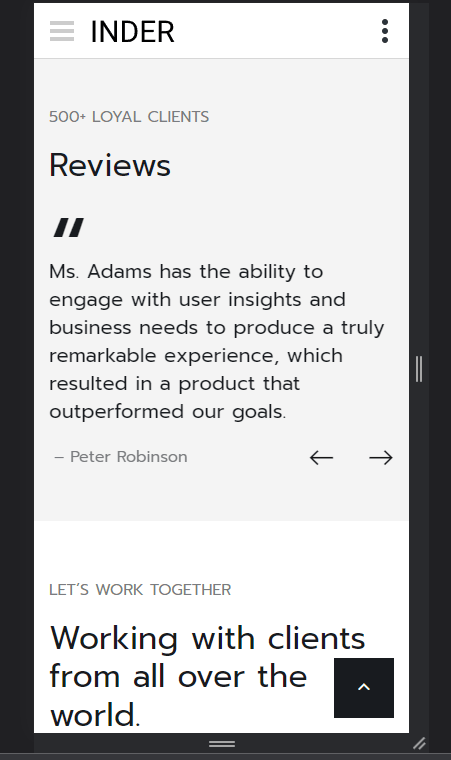 INDER
500+ LOYAL CLIENTS
Reviews
"
Ms. Adams has the ability to
engage with user insights and
business needs to produce a truly
remarkable experience, which
resulted in a product that
outperformed our goals.
– Peter Robinson
LET’S WORK TOGETHER
Working with clients
from all over the
world.